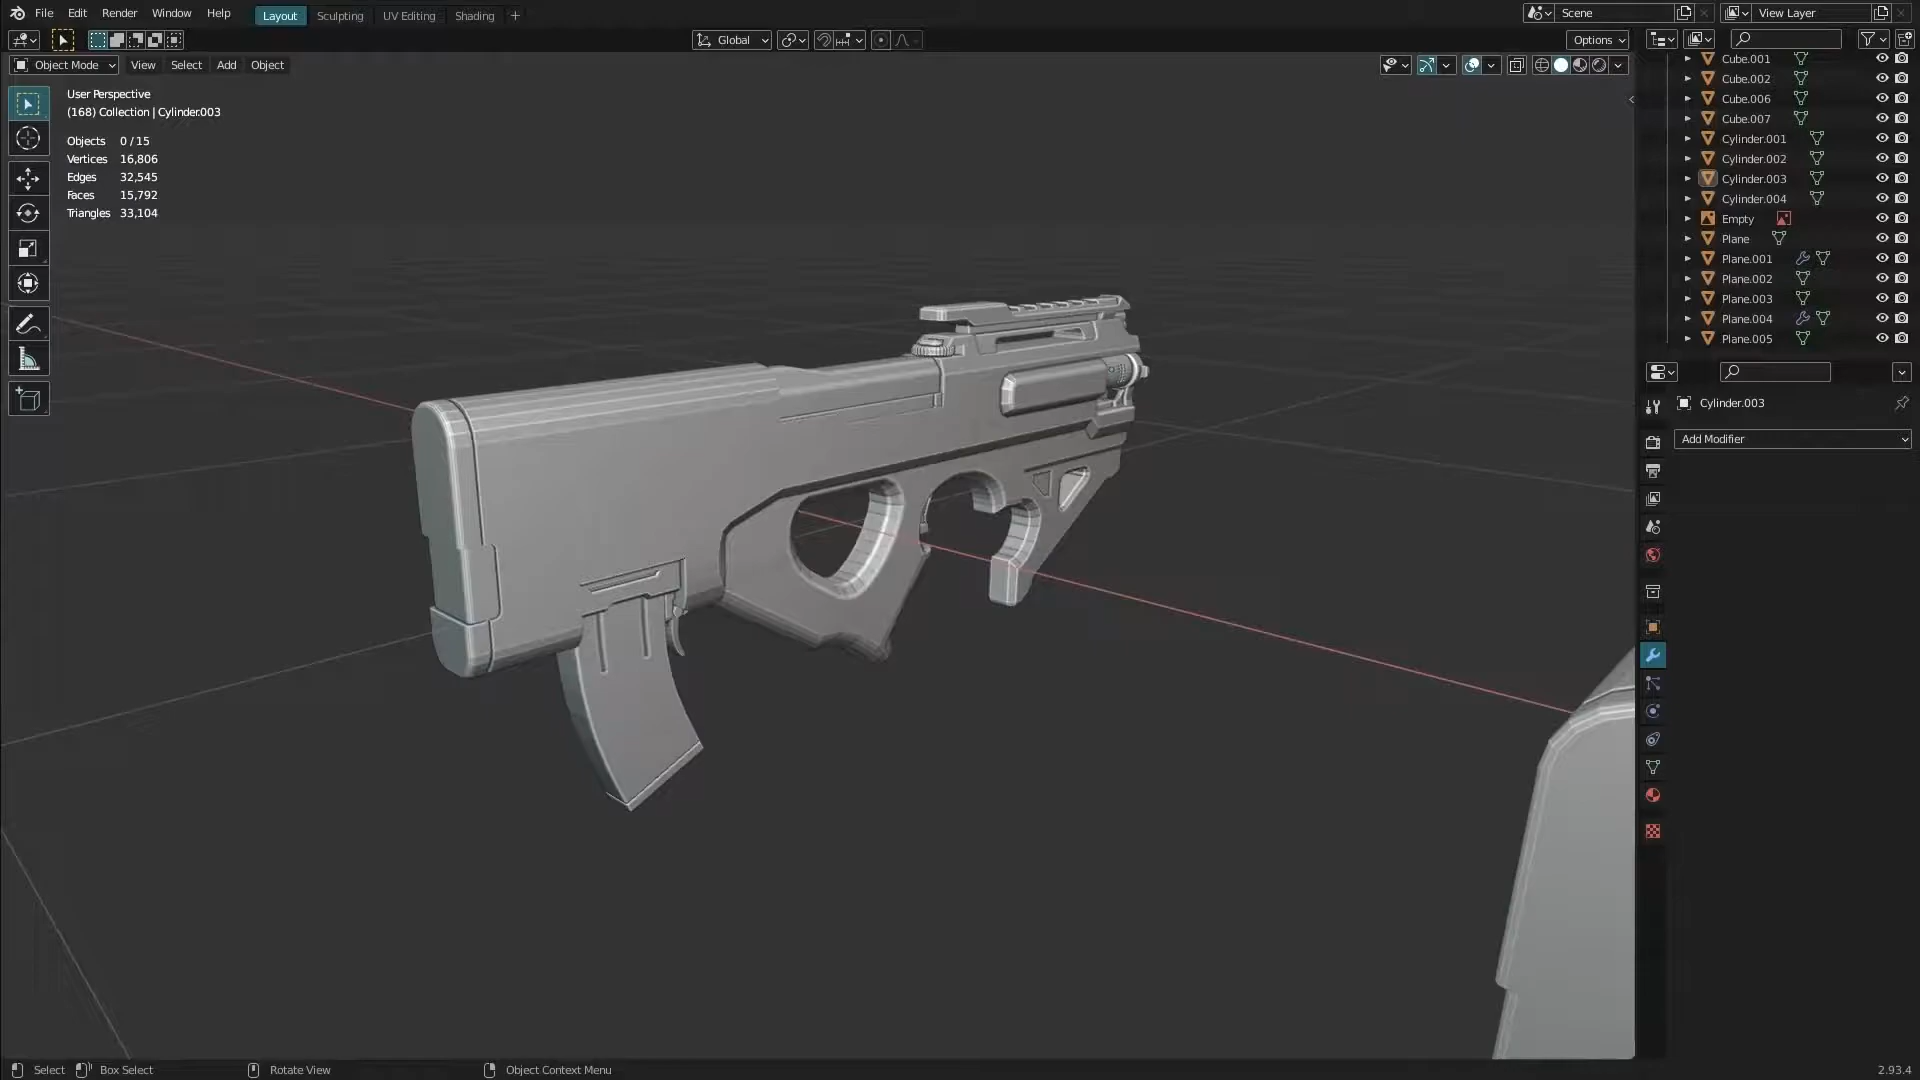 File Edit Render Window Help Layout Sculpting UV Editing Shading + Scene View Layer
Global Options
Object Mode View Select Add Object
User Perspective
(168) Collection | Cylinder.003
Objects 0 / 15
Vertices 16,806
Edges 32,545
Faces 15,792
Triangles 33,104
Cube.001
Cube.002
Cube.006
Cube.007
Cylinder.001
Cylinder.002
Cylinder.003
Cylinder.004
Empty
Plane
Plane.001
Plane.002
Plane.003
Plane.004
Plane.005
Cylinder.003
Add Modifier
Select Box Select Rotate View Object Context Menu 2.93.4